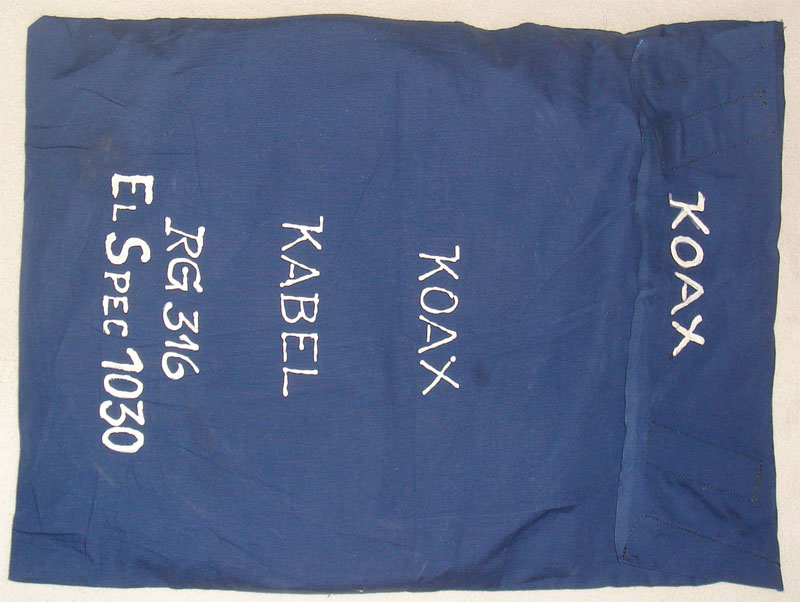 KOAX
KOAX
KABEL
RG 316
EL SPEC 1030